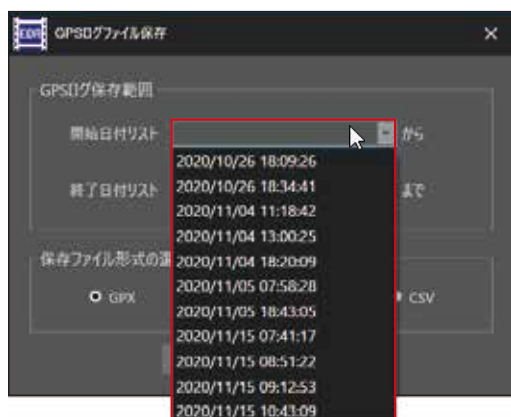 EDR GPSログファイル保存
GPSログ保存範囲
開始日付リスト から
2020/10/26 18:09:26
2020/10/26 18:34:41
終了日付リスト まで
2020/11/04 11:18:42
2020/11/04 13:00:25
2020/11/04 18:20:09
保存ファイル形式の選
2020/11/05 07:58:28
GPX CSV
2020/11/05 18:43:05
2020/11/15 07:41:17
2020/11/15 08:51:22
2020/11/15 09:12:53
2020/11/15 10:43:09